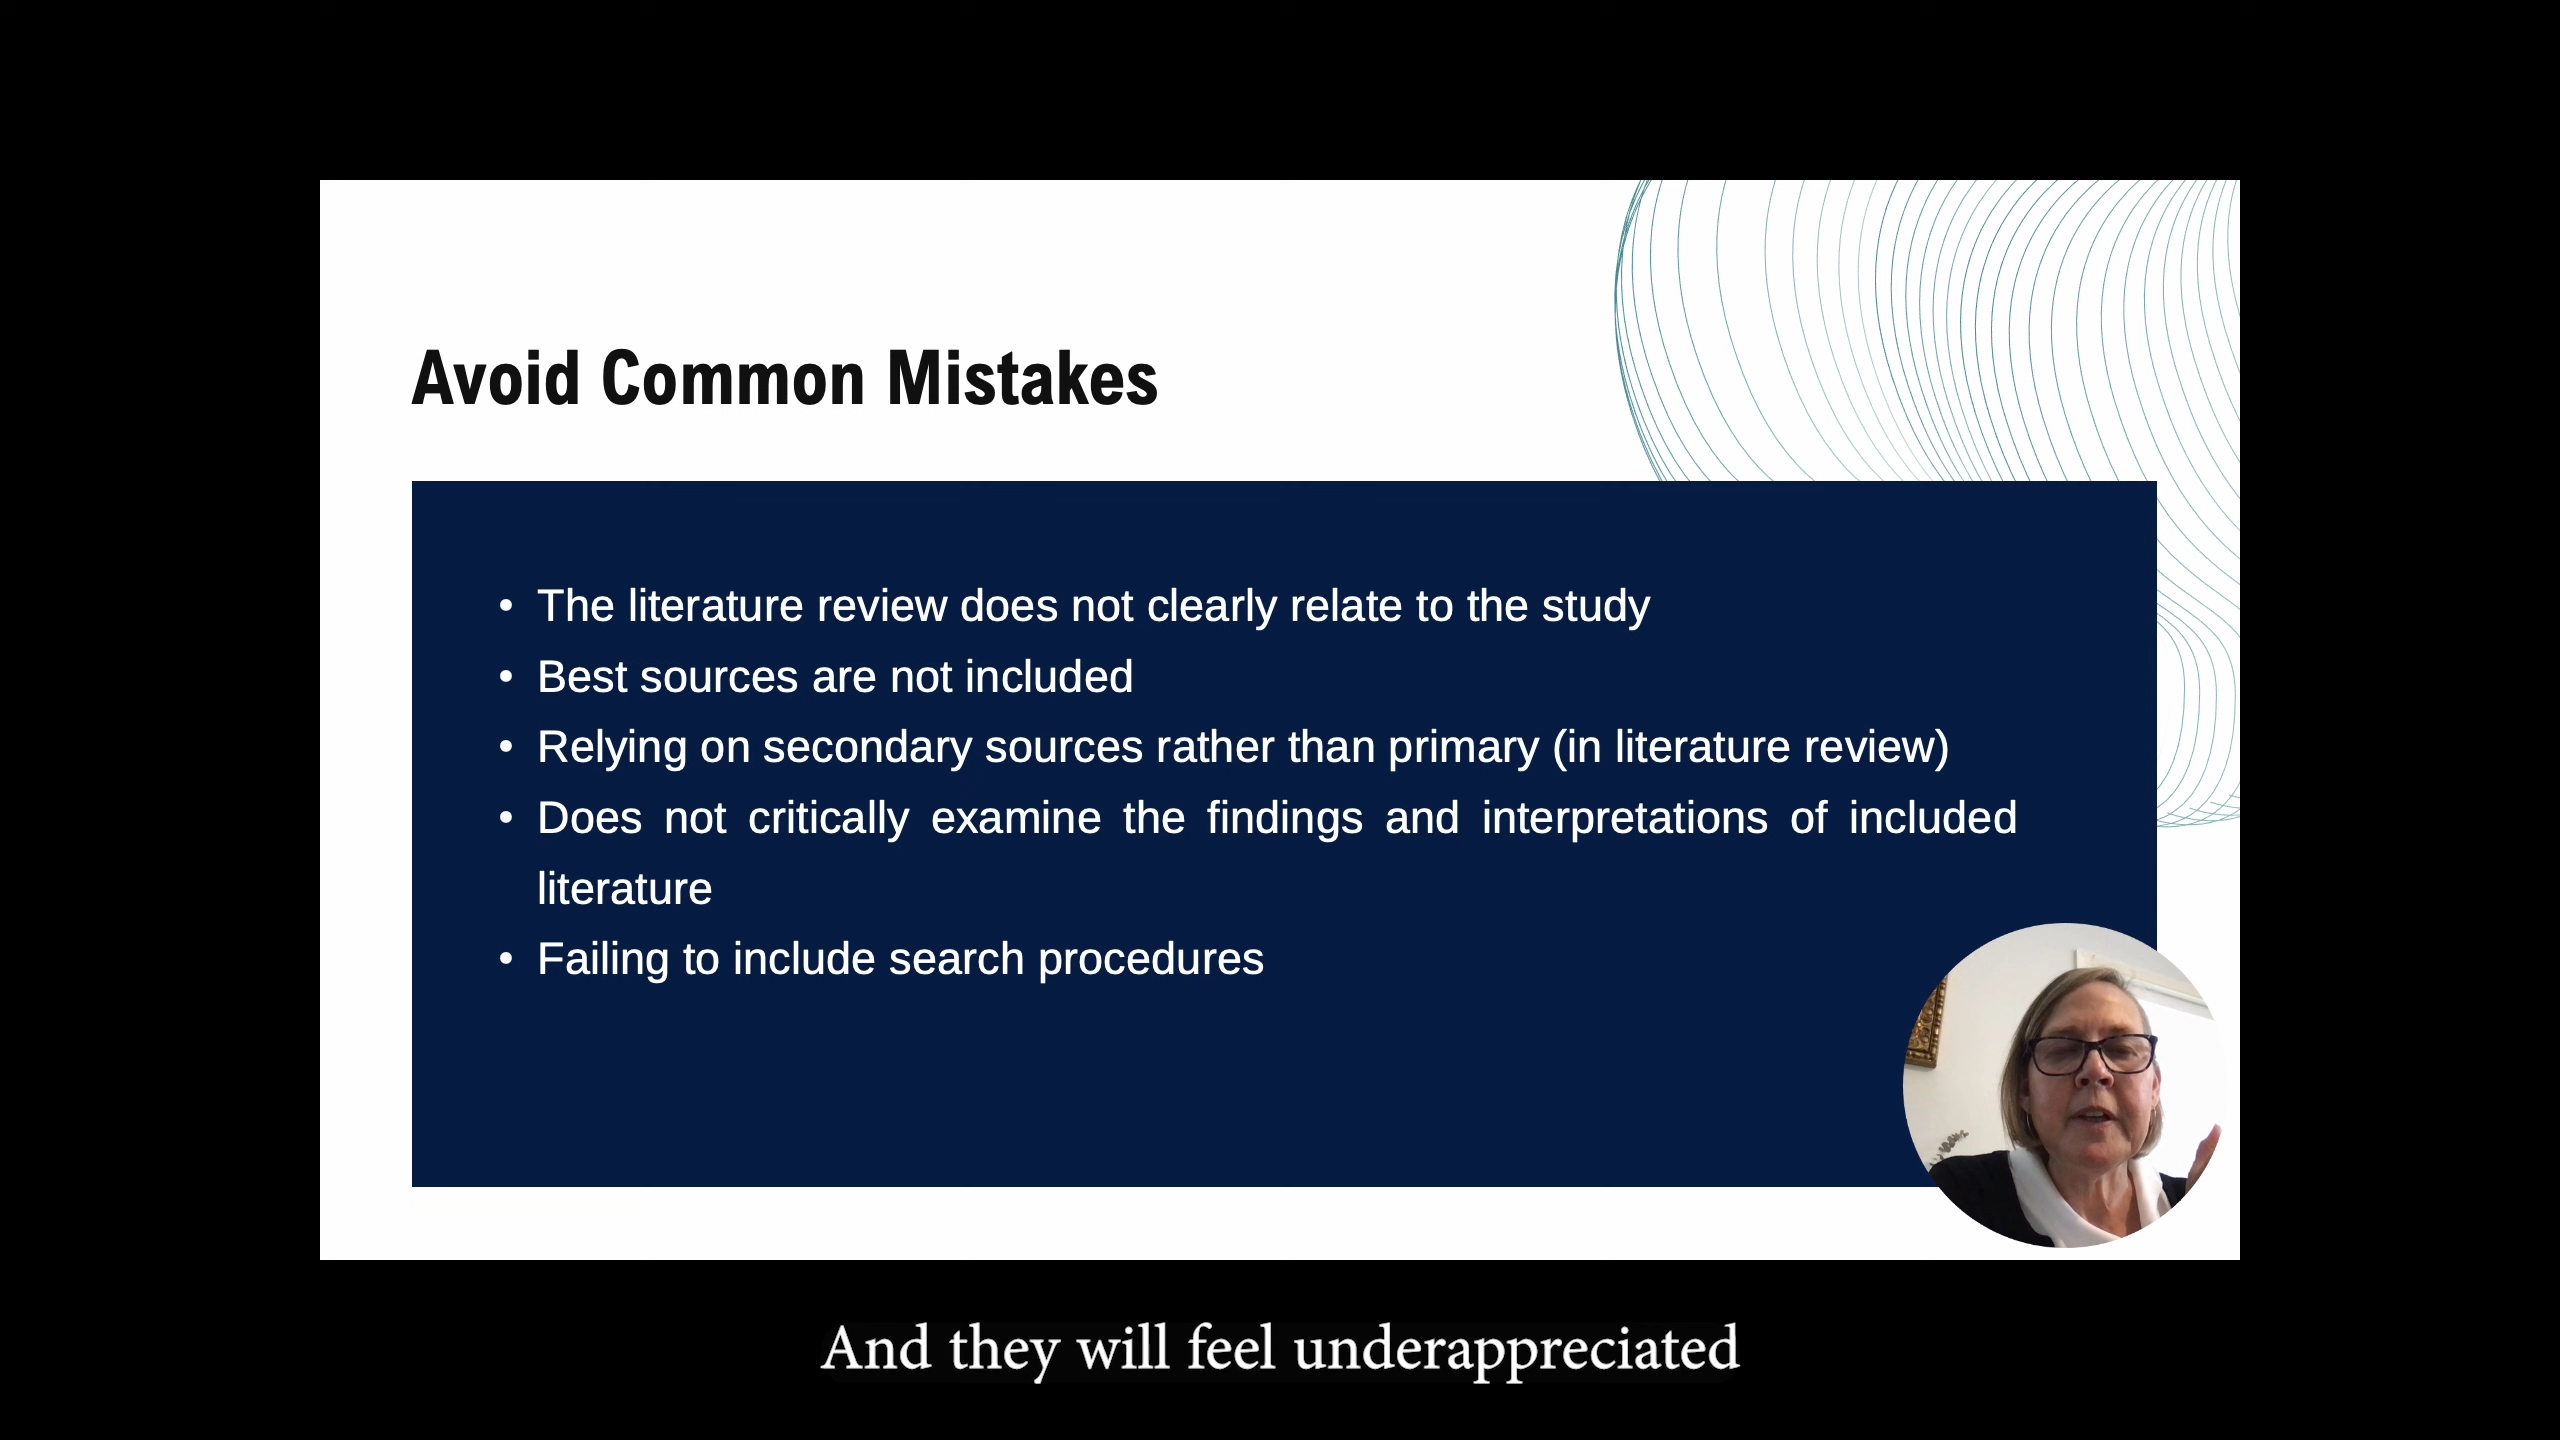 Avoid Common Mistakes
• The literature review does not clearly relate to the study
• Best sources are not included
• Relying on secondary sources rather than primary (in literature review)
• Does not critically examine the findings and interpretations of included
literature
• Failing to include search procedures
And they will feel underappreciated